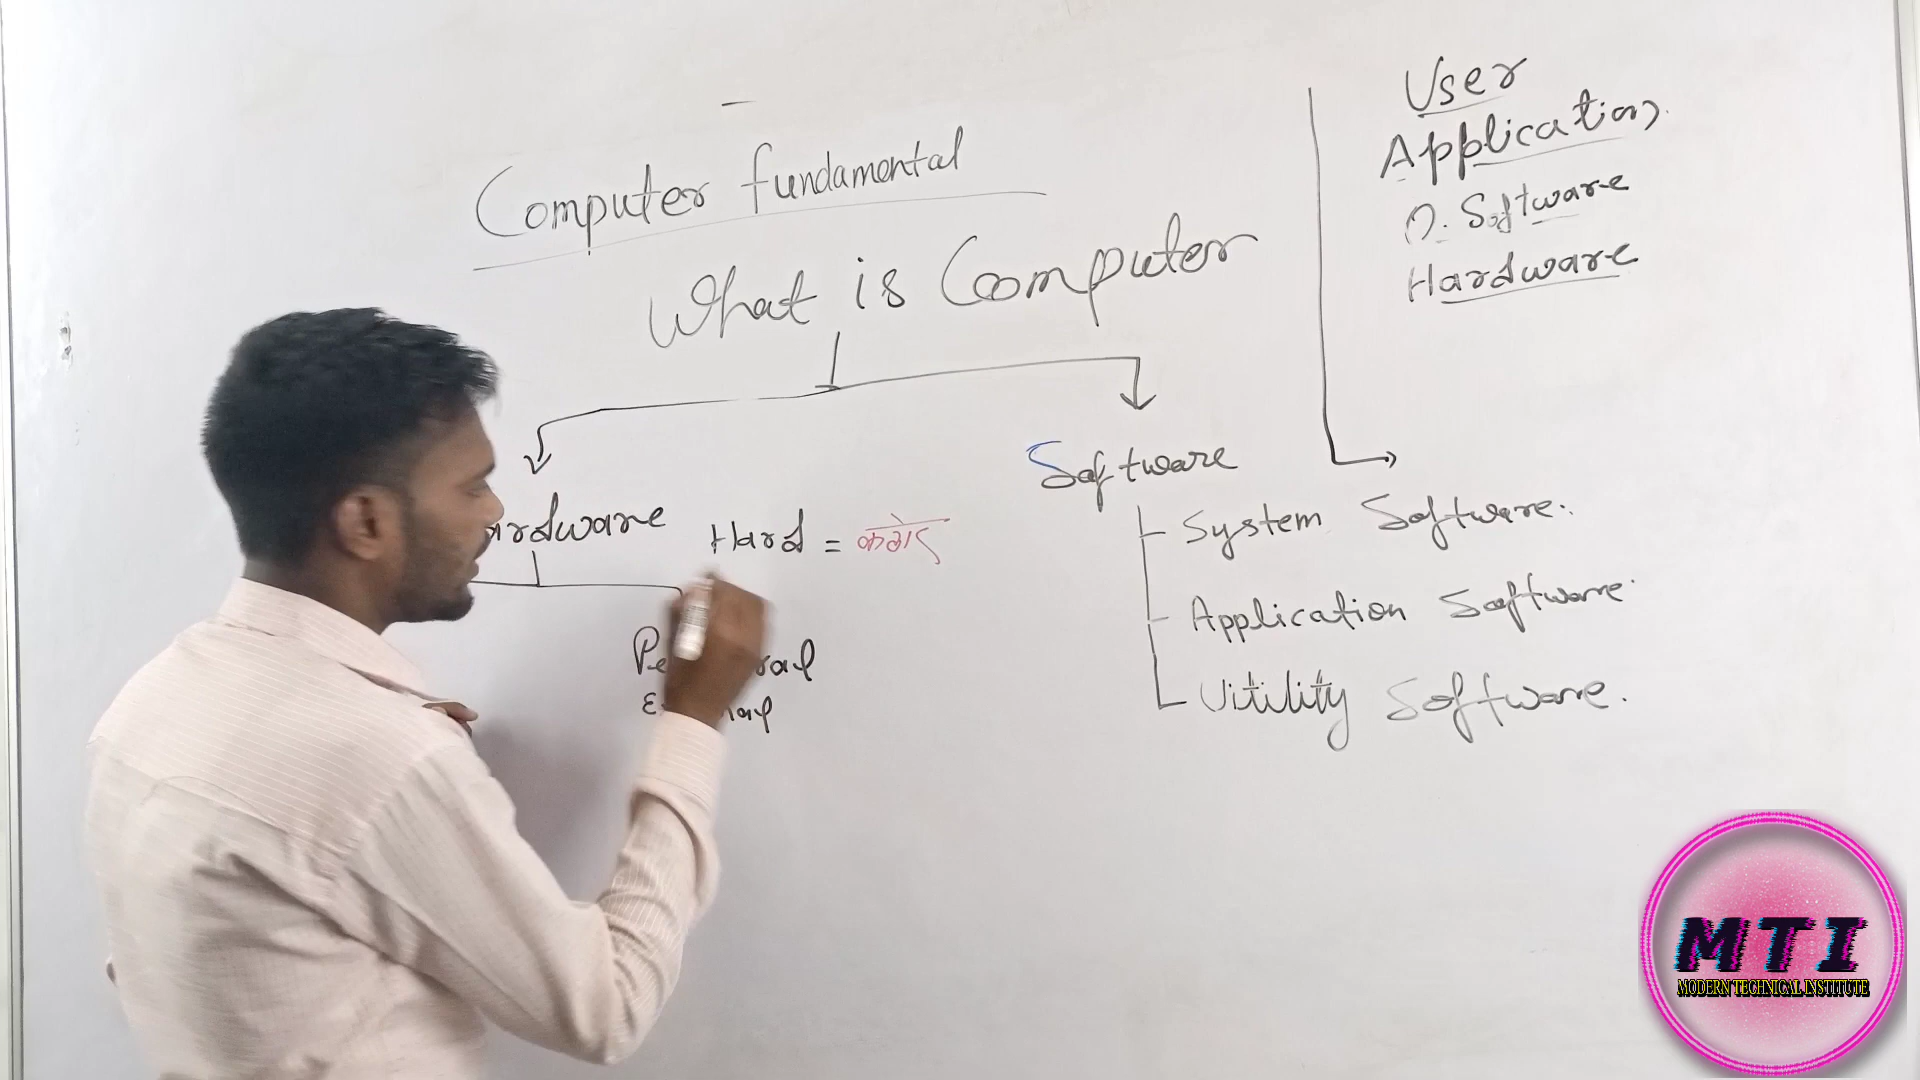 Computer fundamental
What is Computer
User
Application
O. Software
Hardware
ardware
Hard =
Software
System Software.
Application Software.
Utility Software.
MTI
MODERN TECHNICAL INSTITUTE